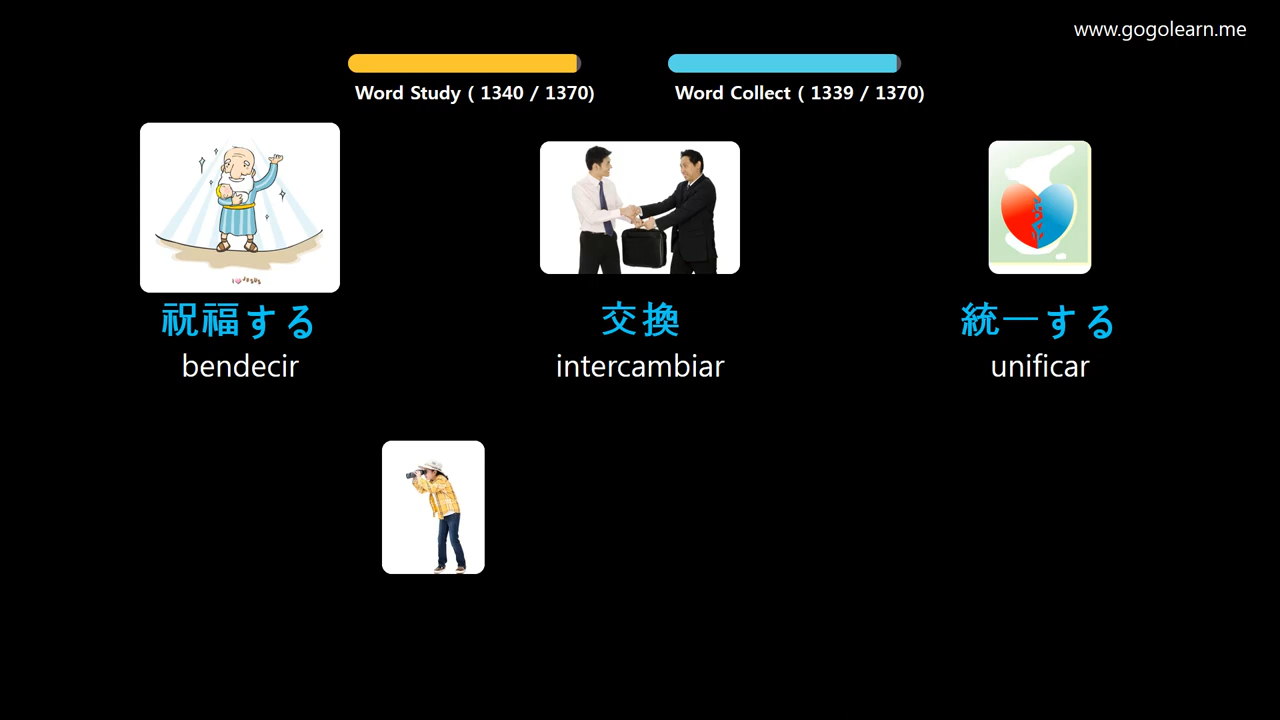 www.gogolearn.me
Word Study ( 1340 / 1370)
Word Collect ( 1339 / 1370)
祝福する
bendecir
交換
intercambiar
統一する
unificar